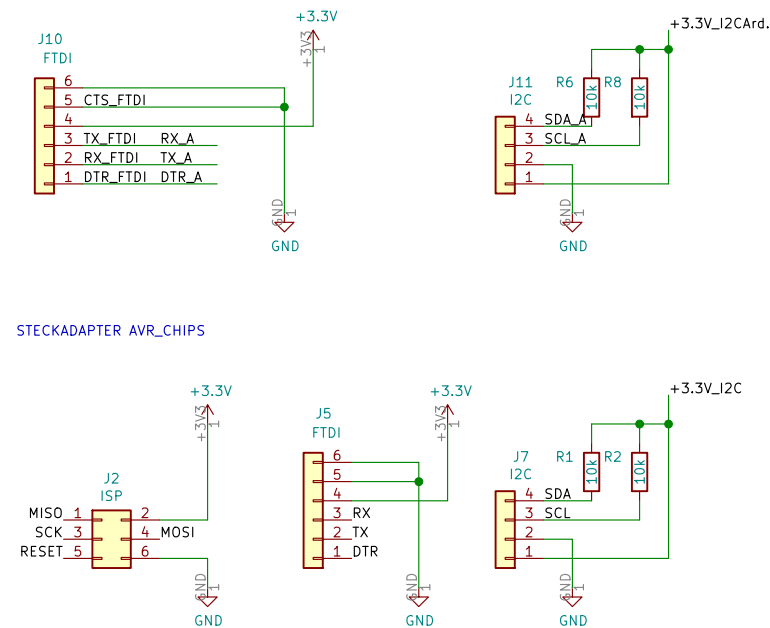 +3.3V
J10
FTDI
+3V3
1
6
5 CTS_FTDI
4
3 TX_FTDI RX_A
2 RX_FTDI TX_A
1 DTR_FTDI DTR_A
GND
1
GND
+3.3V_I2CArd.
J11
I2C
R6
10k
R8
10k
4 SDA_A
3 SCL_A
2
1
GND
1
GND
STECKADAPTER AVR_CHIPS
+3.3V
+3V3
1
J2
ISP
MISO 1 2
SCK 3 4 MOSI
RESET 5 6
GND
1
GND
+3.3V
+3V3
1
J5
FTDI
6
5
4
3 RX
2 TX
1 DTR
GND
1
GND
+3.3V_I2C
J7
I2C
R1
10k
R2
10k
4 SDA
3 SCL
2
1
GND
1
GND